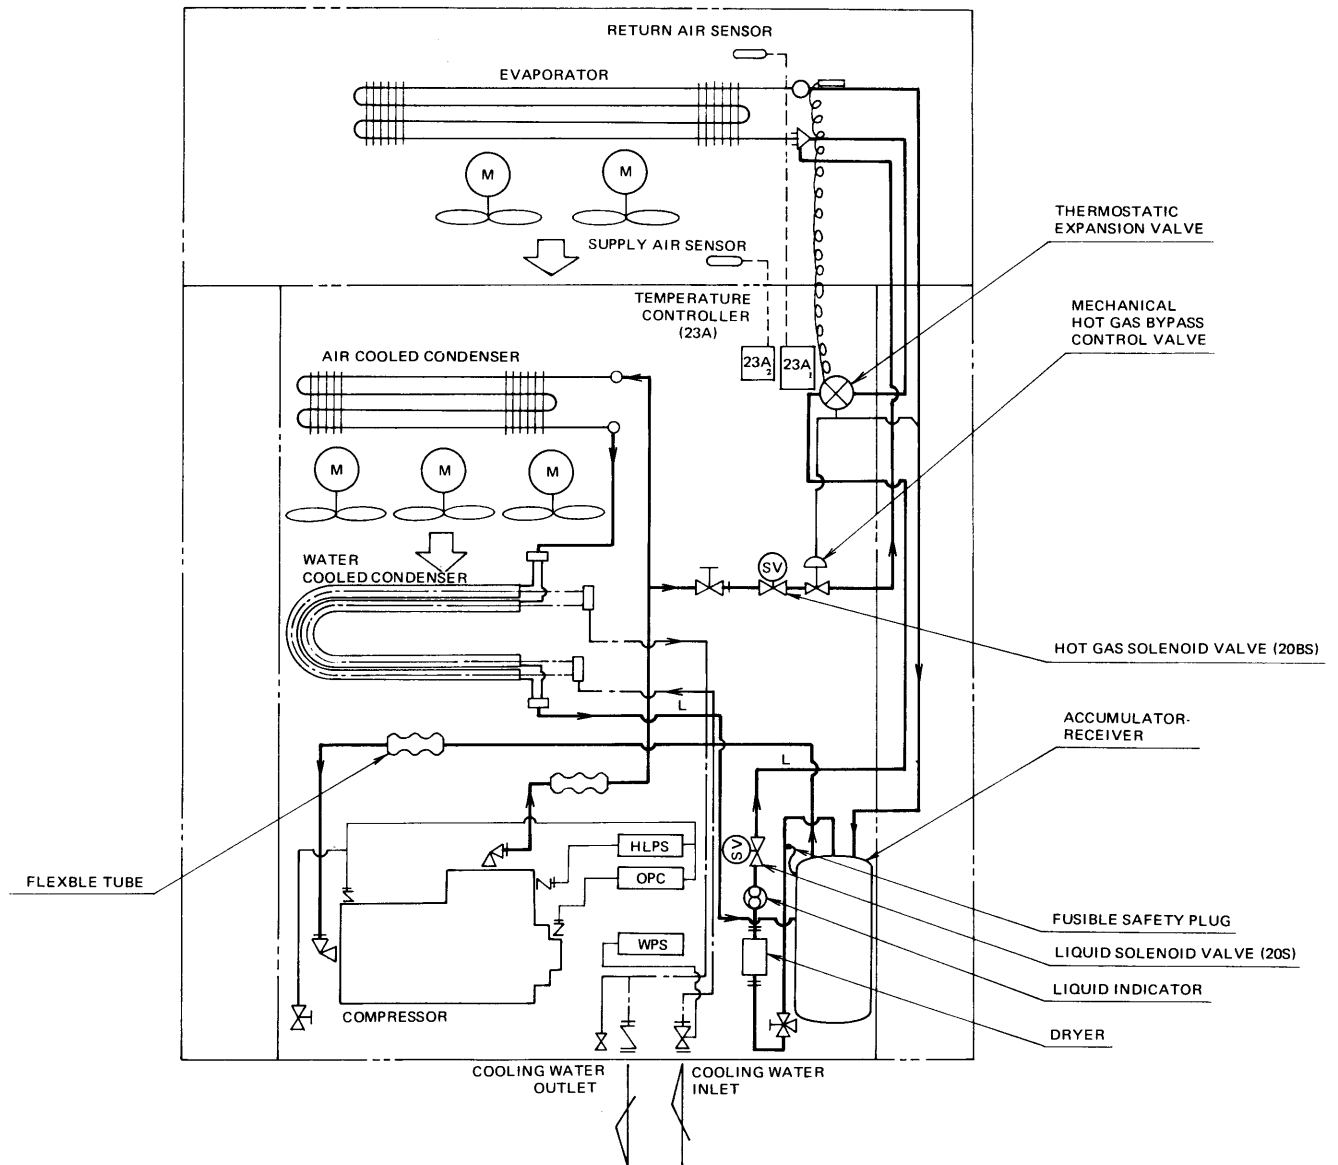 RETURN AIR SENSOR
EVAPORATOR
M
M
SUPPLY AIR SENSOR
THERMOSTATIC
EXPANSION VALVE
TEMPERATURE
CONTROLLER
(23A)
MECHANICAL
HOT GAS BYPASS
CONTROL VALVE
AIR COOLED CONDENSER
23A2
23A1
M
M
M
WATER
COOLED CONDENSER
SV
HOT GAS SOLENOID VALVE (20BS)
L
ACCUMULATOR-
RECEIVER
L
HLPS
SV
OPC
FLEXBLE TUBE
FUSIBLE SAFETY PLUG
WPS
LIQUID SOLENOID VALVE (20S)
LIQUID INDICATOR
COMPRESSOR
DRYER
COOLING WATER
OUTLET
COOLING WATER
INLET